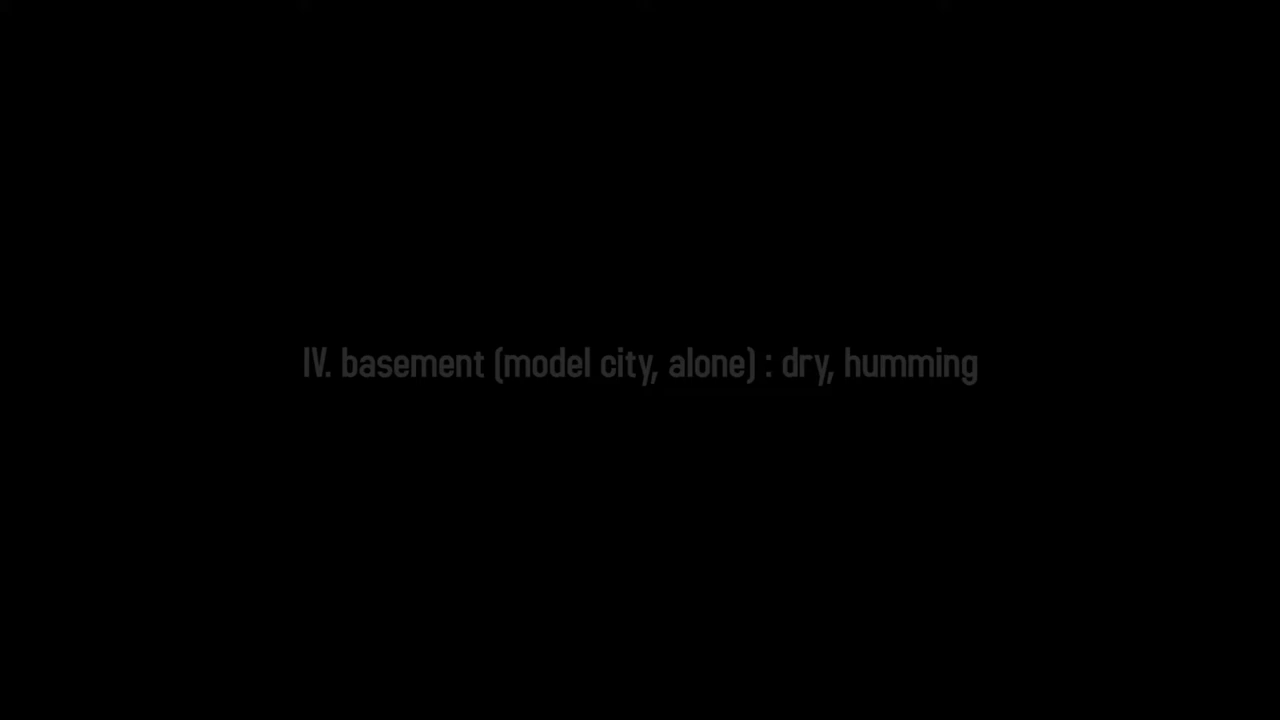 IV. basement (model city, alone) : dry, humming